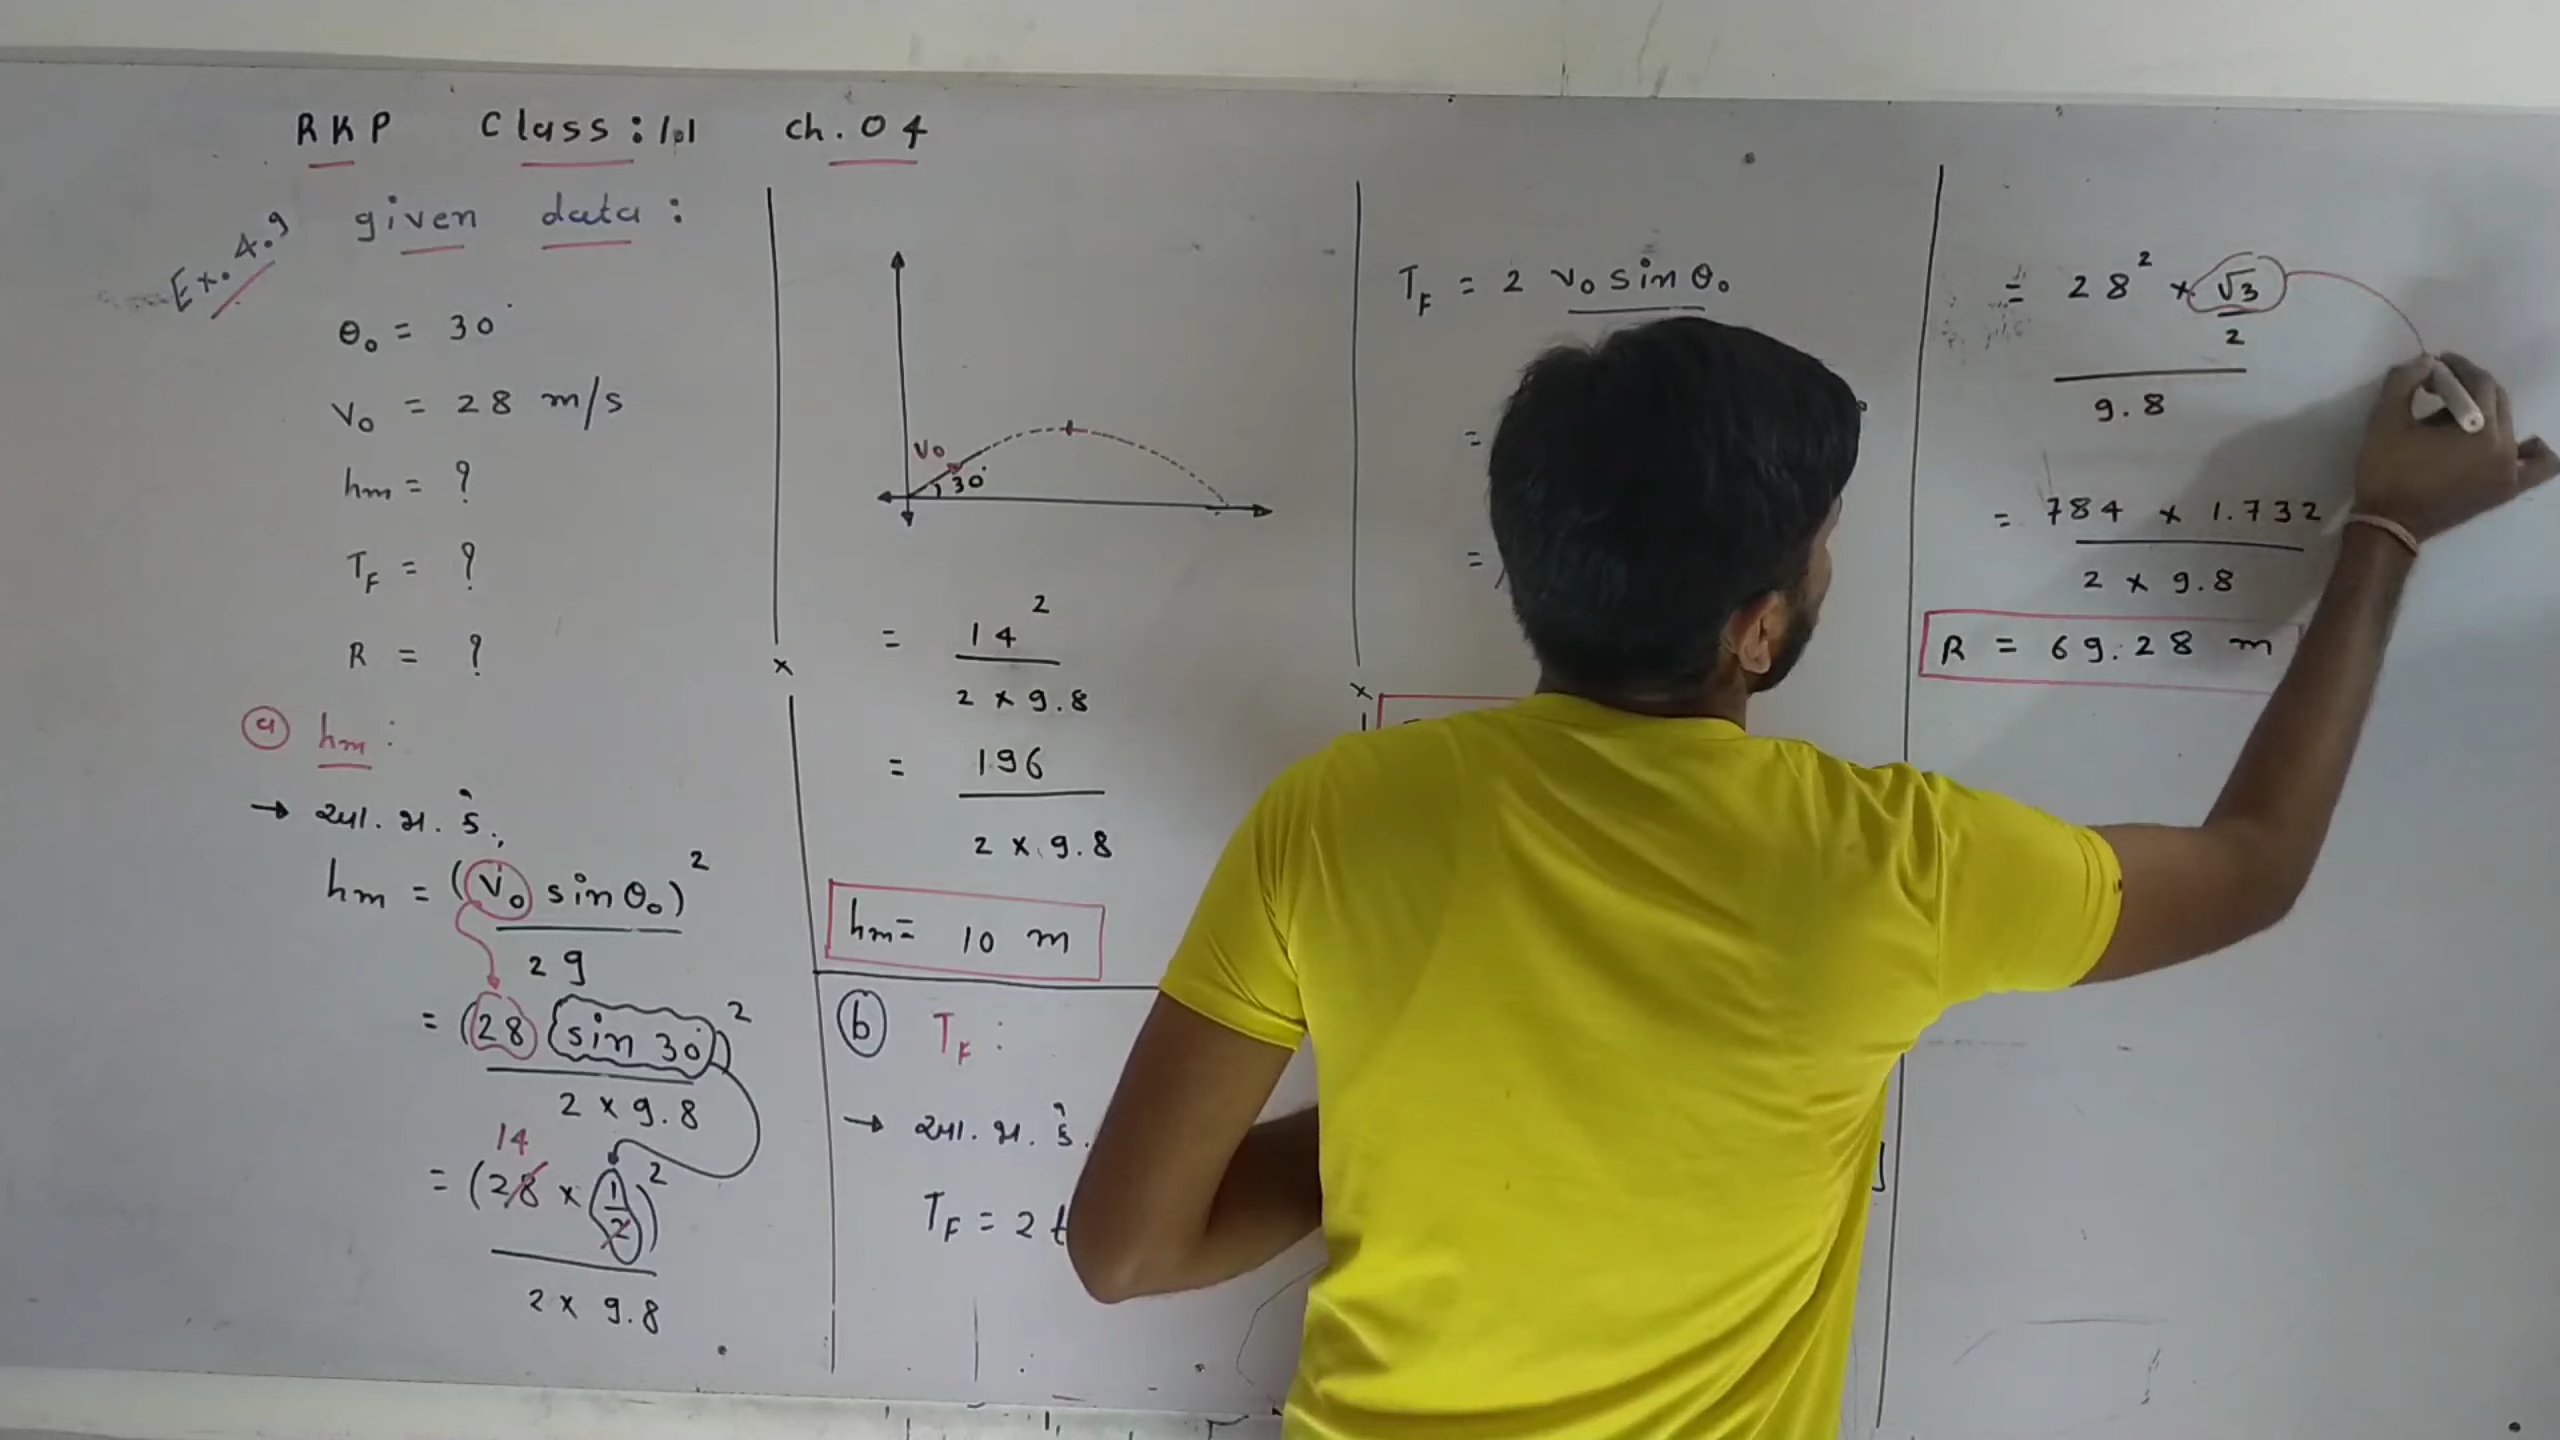 RKP Class: 11 ch. 04
Ex. 4.9
given data:
θ₀ = 30°
v₀ = 28 m/s
hm = ?
T_F = ?
R = ?
ⓐ hm:
→ આ. મ. કે.,
hm = (v₀ sin θ₀)²
2g
= (28 sin 30°)²
2 × 9.8
14
= (28 × 1/2)²
2 × 9.8
v₀
30°
= 14²
2 × 9.8
= 196
2 × 9.8
hm = 10 m
ⓑ T_F:
→ આ. મ. કે.
T_F = 2 t
T_F = 2 v₀ sin θ₀
=
=
= 28² × √3
2
9.8
= 784 × 1.732
2 × 9.8
R = 69.28 m